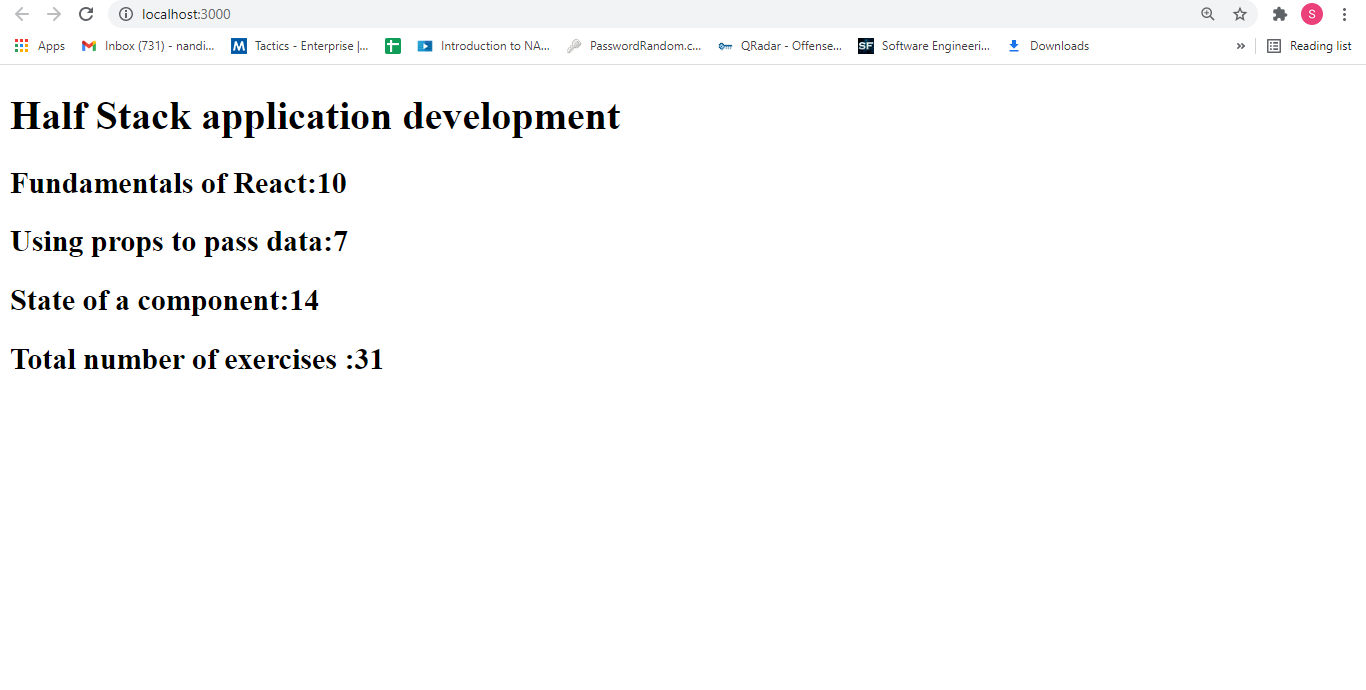 localhost:3000
S
Apps
Inbox (731) - nandi...
M Tactics - Enterprise |...
Introduction to NA...
PasswordRandom.c...
QRadar - Offense...
SF Software Engineeri...
Downloads
»
Reading list
Half Stack application development
Fundamentals of React:10
Using props to pass data:7
State of a component:14
Total number of exercises :31